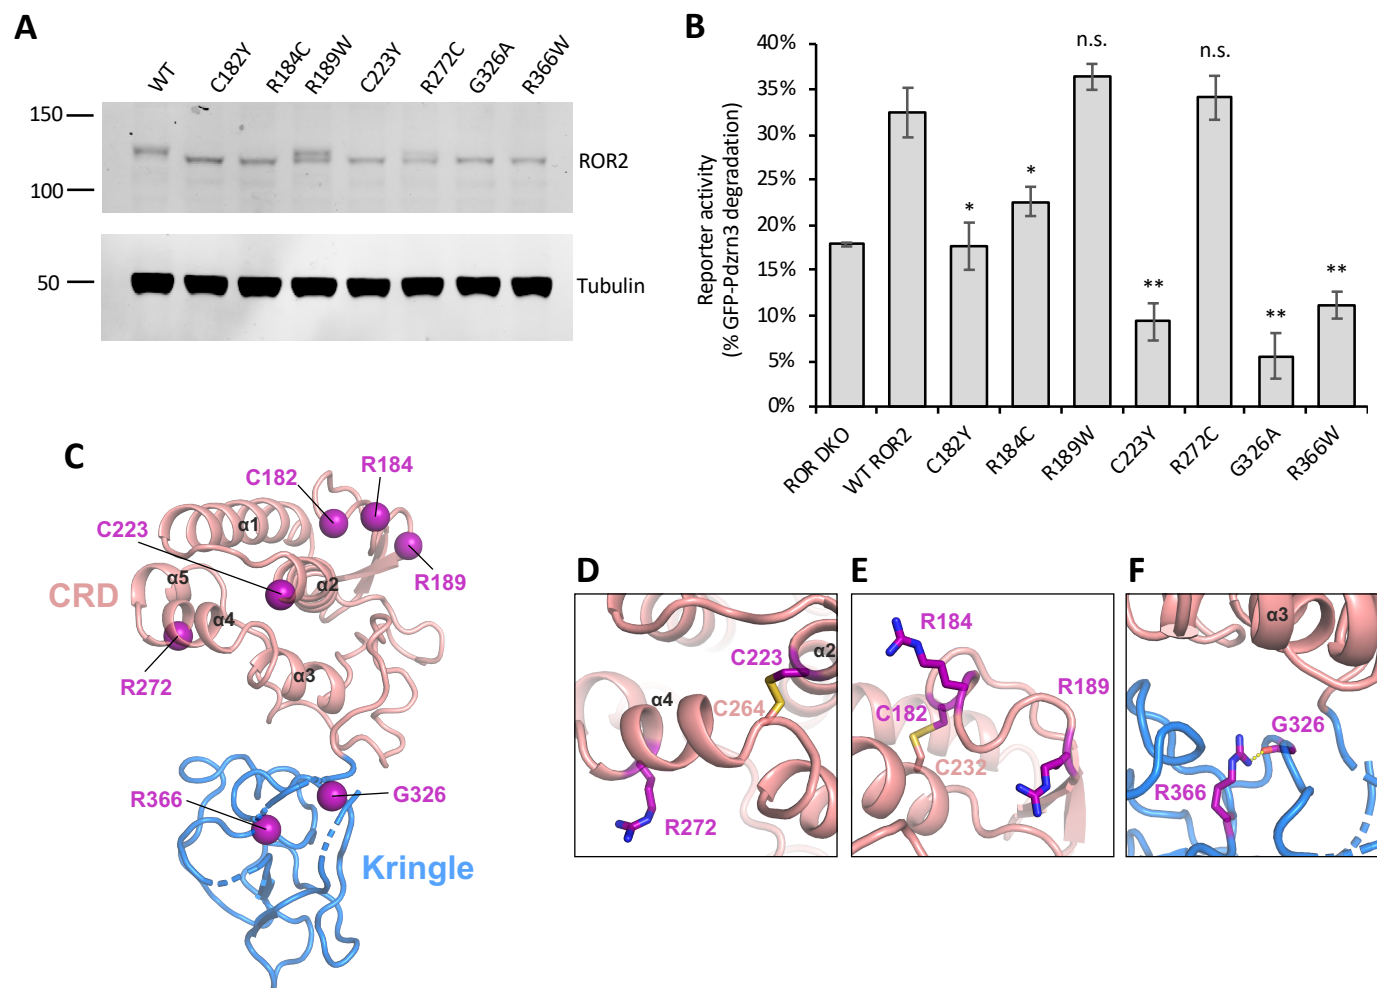 A
WT
C182Y
R184C
R189W
C223Y
R272C
G326A
R366W
150
100
ROR2
50
Tubulin
B
Reporter activity
(% GFP-Pdzrn3 degradation)
40%
35%
30%
25%
20%
15%
10%
5%
0%
*
*
n.s.
**
n.s.
**
**
ROR DKO
WT ROR2
C182Y
R184C
R189W
C223Y
R272C
G326A
R366W
C
R184
C182
C223
α1
R189
α5
α2
CRD
α4
R272
α3
R366
G326
Kringle
D
C223
α2
α4
C264
R272
E
R184
R189
C182
C232
F
α3
G326
R366